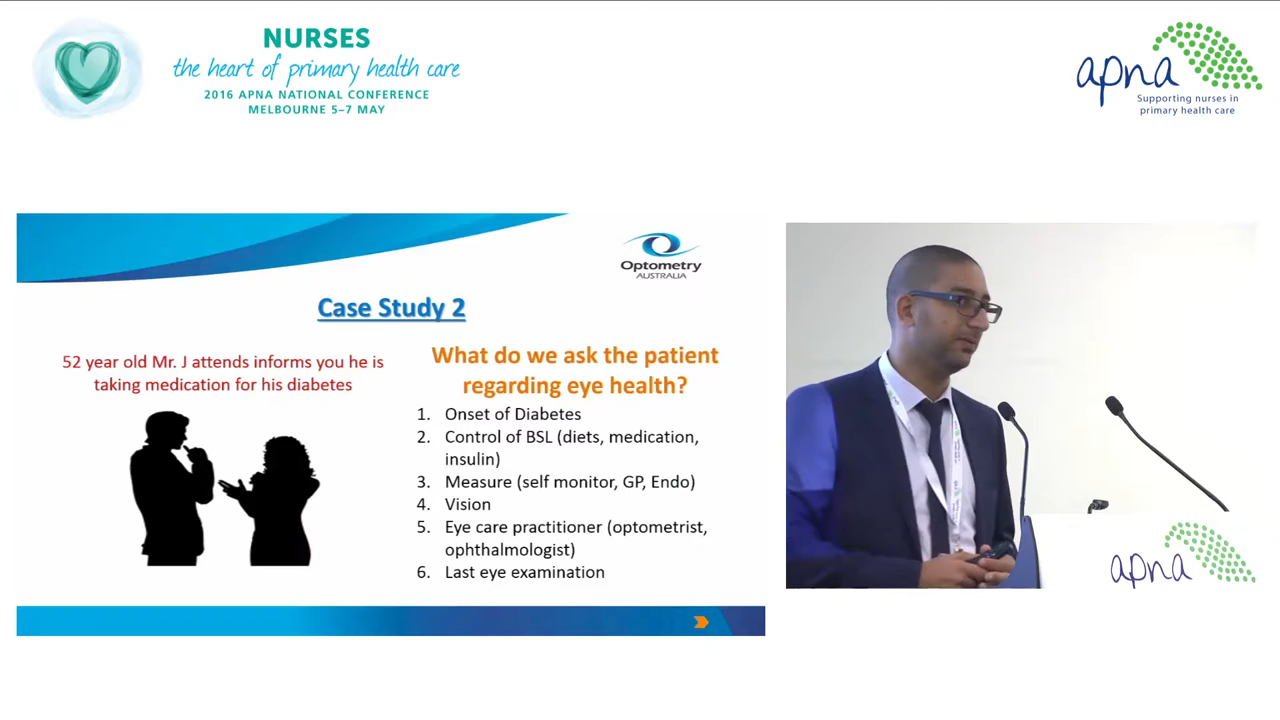 NURSES
the heart of primary health care
2016 APNA NATIONAL CONFERENCE
MELBOURNE 5–7 MAY
apna
Supporting nurses in
primary health care
Optometry
AUSTRALIA
Case Study 2
52 year old Mr. J attends informs you he is
taking medication for his diabetes
What do we ask the patient
regarding eye health?
1. Onset of Diabetes
2. Control of BSL (diets, medication,
insulin)
3. Measure (self monitor, GP, Endo)
4. Vision
5. Eye care practitioner (optometrist,
ophthalmologist)
6. Last eye examination
apna